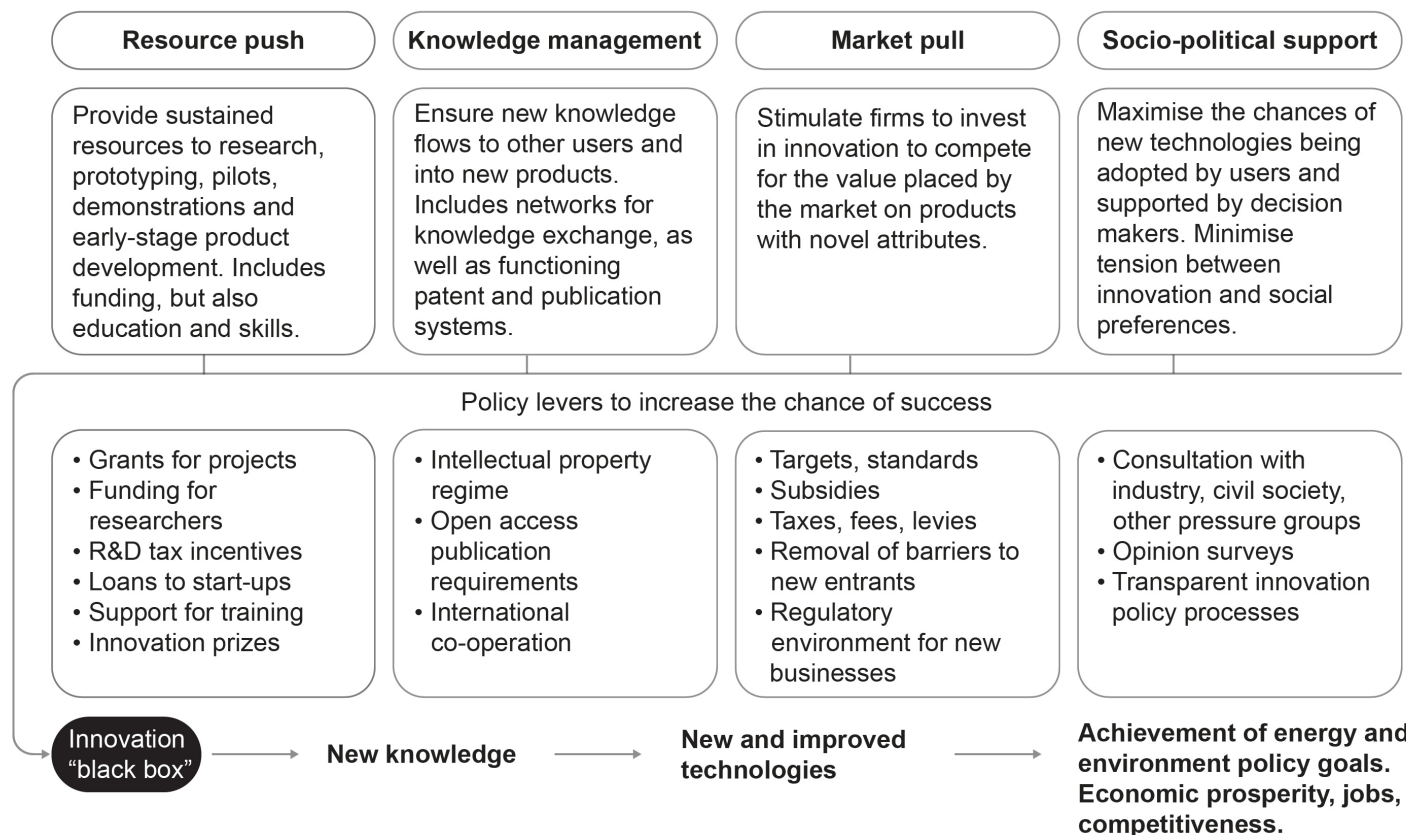 Resource push
Knowledge management
Market pull
Socio-political support
Provide sustained
resources to research,
prototyping, pilots,
demonstrations and
early-stage product
development. Includes
funding, but also
education and skills.
Ensure new knowledge
flows to other users and
into new products.
Includes networks for
knowledge exchange, as
well as functioning
patent and publication
systems.
Stimulate firms to invest
in innovation to compete
for the value placed by
the market on products
with novel attributes.
Maximise the chances of
new technologies being
adopted by users and
supported by decision
makers. Minimise
tension between
innovation and social
preferences.
Policy levers to increase the chance of success
• Grants for projects
• Funding for
researchers
• R&D tax incentives
• Loans to start-ups
• Support for training
• Innovation prizes
• Intellectual property
regime
• Open access
publication
requirements
• International
co-operation
• Targets, standards
• Subsidies
• Taxes, fees, levies
• Removal of barriers to
new entrants
• Regulatory
environment for new
businesses
• Consultation with
industry, civil society,
other pressure groups
• Opinion surveys
• Transparent innovation
policy processes
Innovation
“black box”
New knowledge
New and improved
technologies
Achievement of energy and
environment policy goals.
Economic prosperity, jobs,
competitiveness.